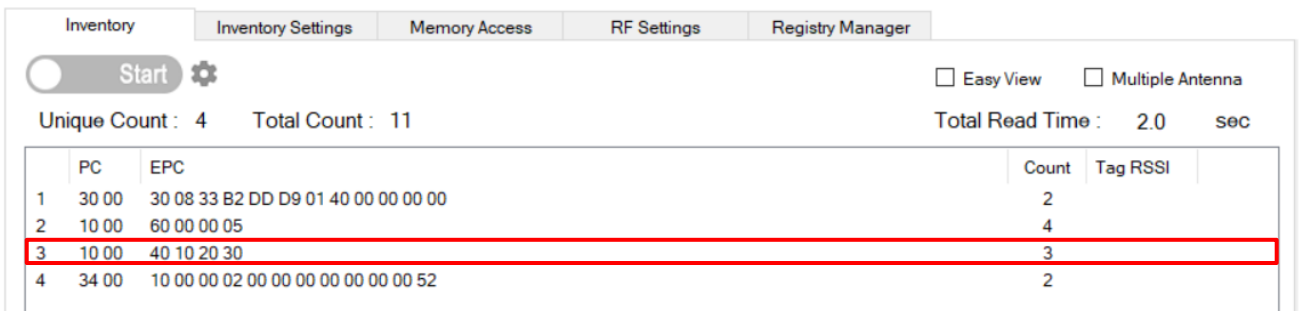 Inventory Inventory Settings Memory Access RF Settings Registry Manager
Start Easy View Multiple Antenna
Unique Count : 4 Total Count : 11 Total Read Time : 2.0 sec
PC EPC Count Tag RSSI
1 30 00 30 08 33 B2 DD D9 01 40 00 00 00 00 2
2 10 00 60 00 00 05 4
3 10 00 40 10 20 30 3
4 34 00 10 00 00 02 00 00 00 00 00 00 00 52 2